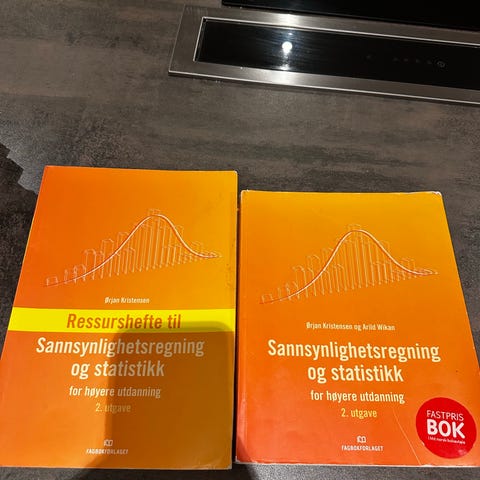 Ørjan Kristensen
Ressurshefte til
Sannsynlighetsregning
og statistikk
for høyere utdanning
2. utgave
FAGBOKFORLAGET
Ørjan Kristensen og Arild Wikan
Sannsynlighetsregning
og statistikk
for høyere utdanning
2. utgave
FAGBOKFORLAGET
FASTPRIS
BOK